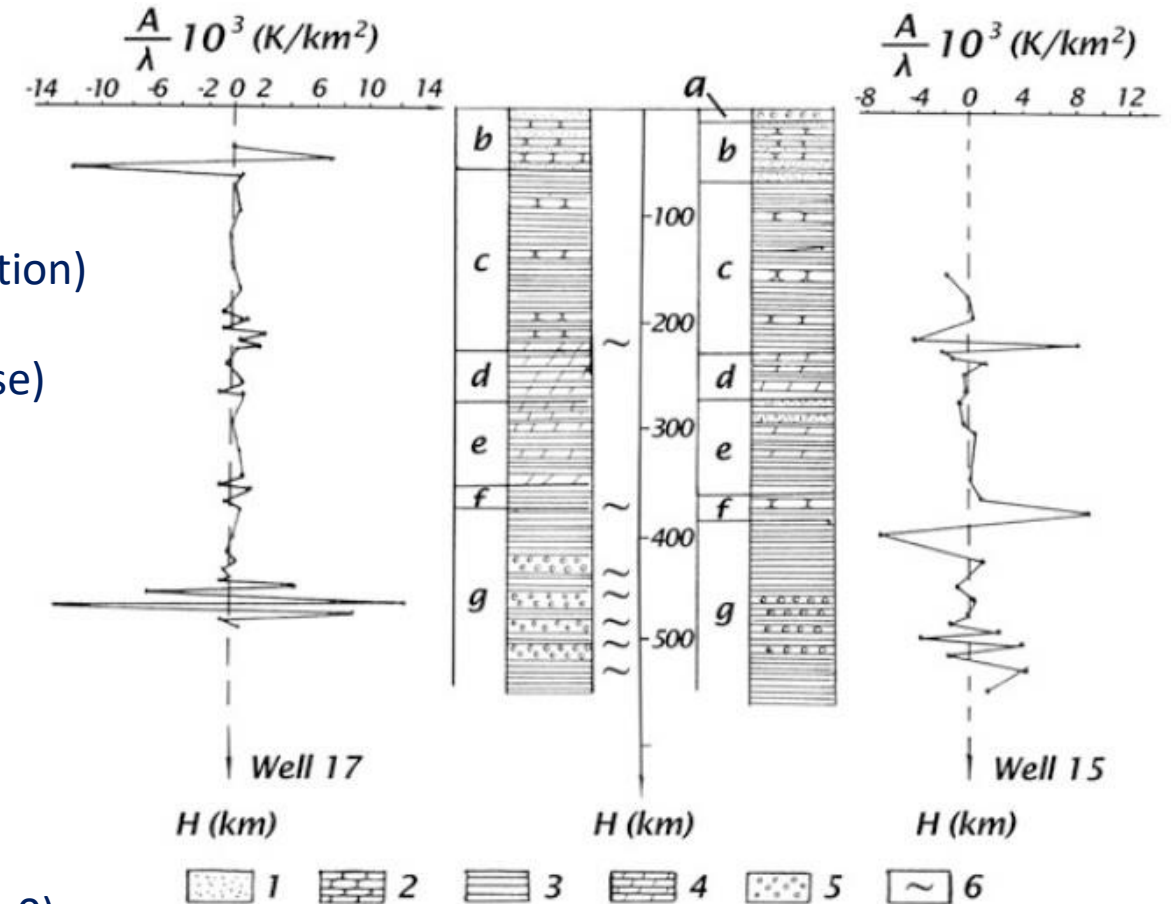 A/λ 10³ (K/km²)
-14 -10 -6 -2 0 2 6 10 14
A/λ 10³ (K/km²)
-8 -4 0 4 8 12
a
b
c
d
e
f
g
-100
-200
-300
-400
-500
b
c
d
e
f
g
~
~
~
~
~
~
~
tion)
se)
Well 17
Well 15
H (km)
H (km)
H (km)
1 2 3 4 5 ~ 6